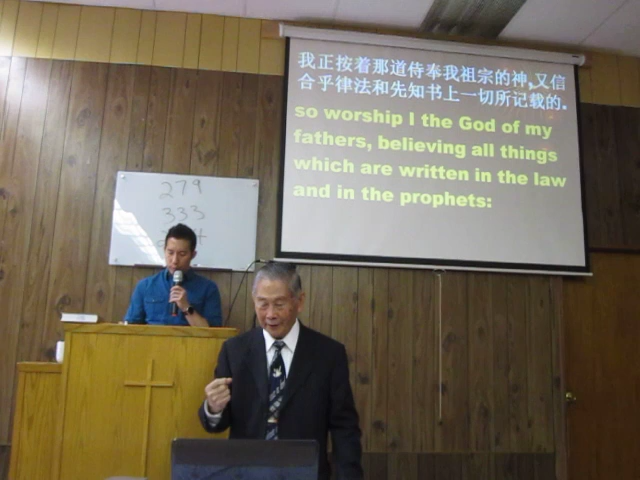 我正按着那道侍奉我祖宗的神,又信
合乎律法和先知书上一切所记载的.
so worship I the God of my
fathers, believing all things
which are written in the law
and in the prophets:
279
333